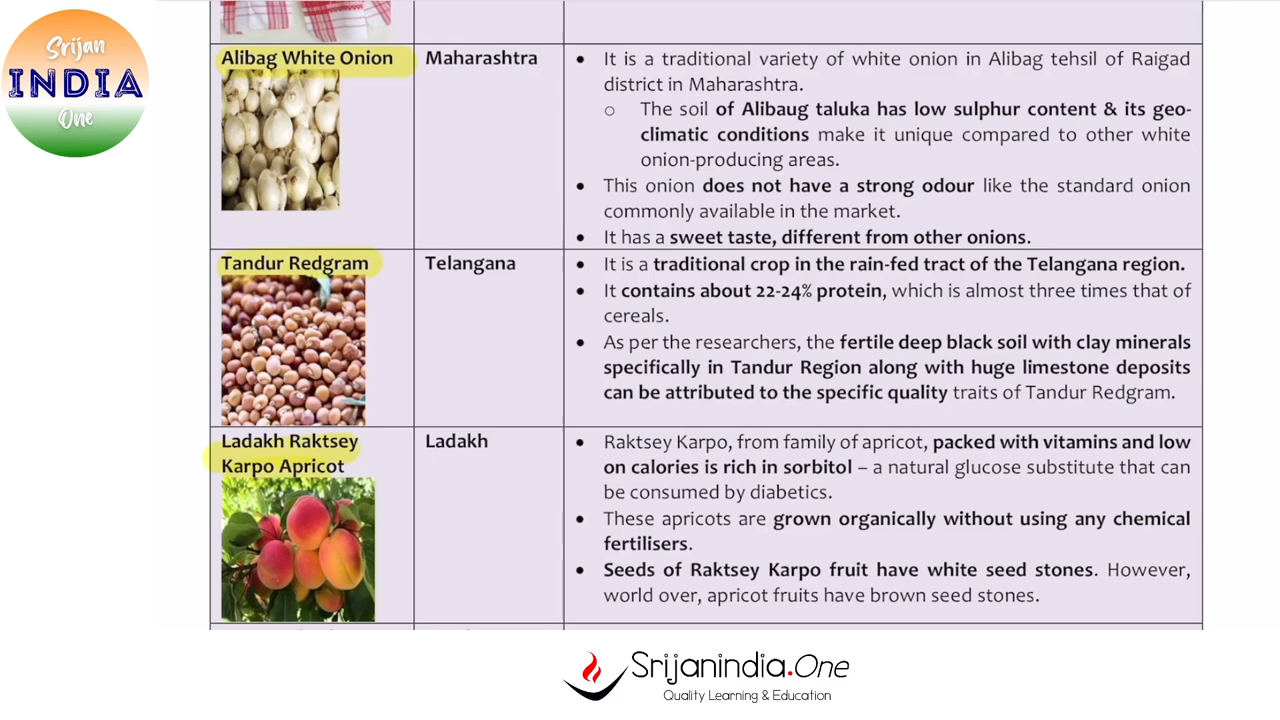 Srijan
INDIA
One
Alibag White Onion
Maharashtra
• It is a traditional variety of white onion in Alibag tehsil of Raigad
district in Maharashtra.
o The soil of Alibaug taluka has low sulphur content & its geo-
climatic conditions make it unique compared to other white
onion-producing areas.
• This onion does not have a strong odour like the standard onion
commonly available in the market.
• It has a sweet taste, different from other onions.
Tandur Redgram
Telangana
• It is a traditional crop in the rain-fed tract of the Telangana region.
• It contains about 22-24% protein, which is almost three times that of
cereals.
• As per the researchers, the fertile deep black soil with clay minerals
specifically in Tandur Region along with huge limestone deposits
can be attributed to the specific quality traits of Tandur Redgram.
Ladakh Raktsey
Karpo Apricot
Ladakh
• Raktsey Karpo, from family of apricot, packed with vitamins and low
on calories is rich in sorbitol – a natural glucose substitute that can
be consumed by diabetics.
• These apricots are grown organically without using any chemical
fertilisers.
• Seeds of Raktsey Karpo fruit have white seed stones. However,
world over, apricot fruits have brown seed stones.
Srijanindia.One
Quality Learning & Education